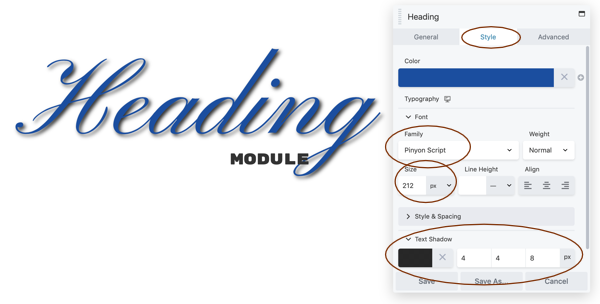 Heading
MODULE
Heading
General Style Advanced
Color
Typography
Font
Family Weight
Pinyon Script Normal
Size Line Height Align
212 px —
Style & Spacing
Text Shadow
4 4 8 px
Save Save As... Cancel